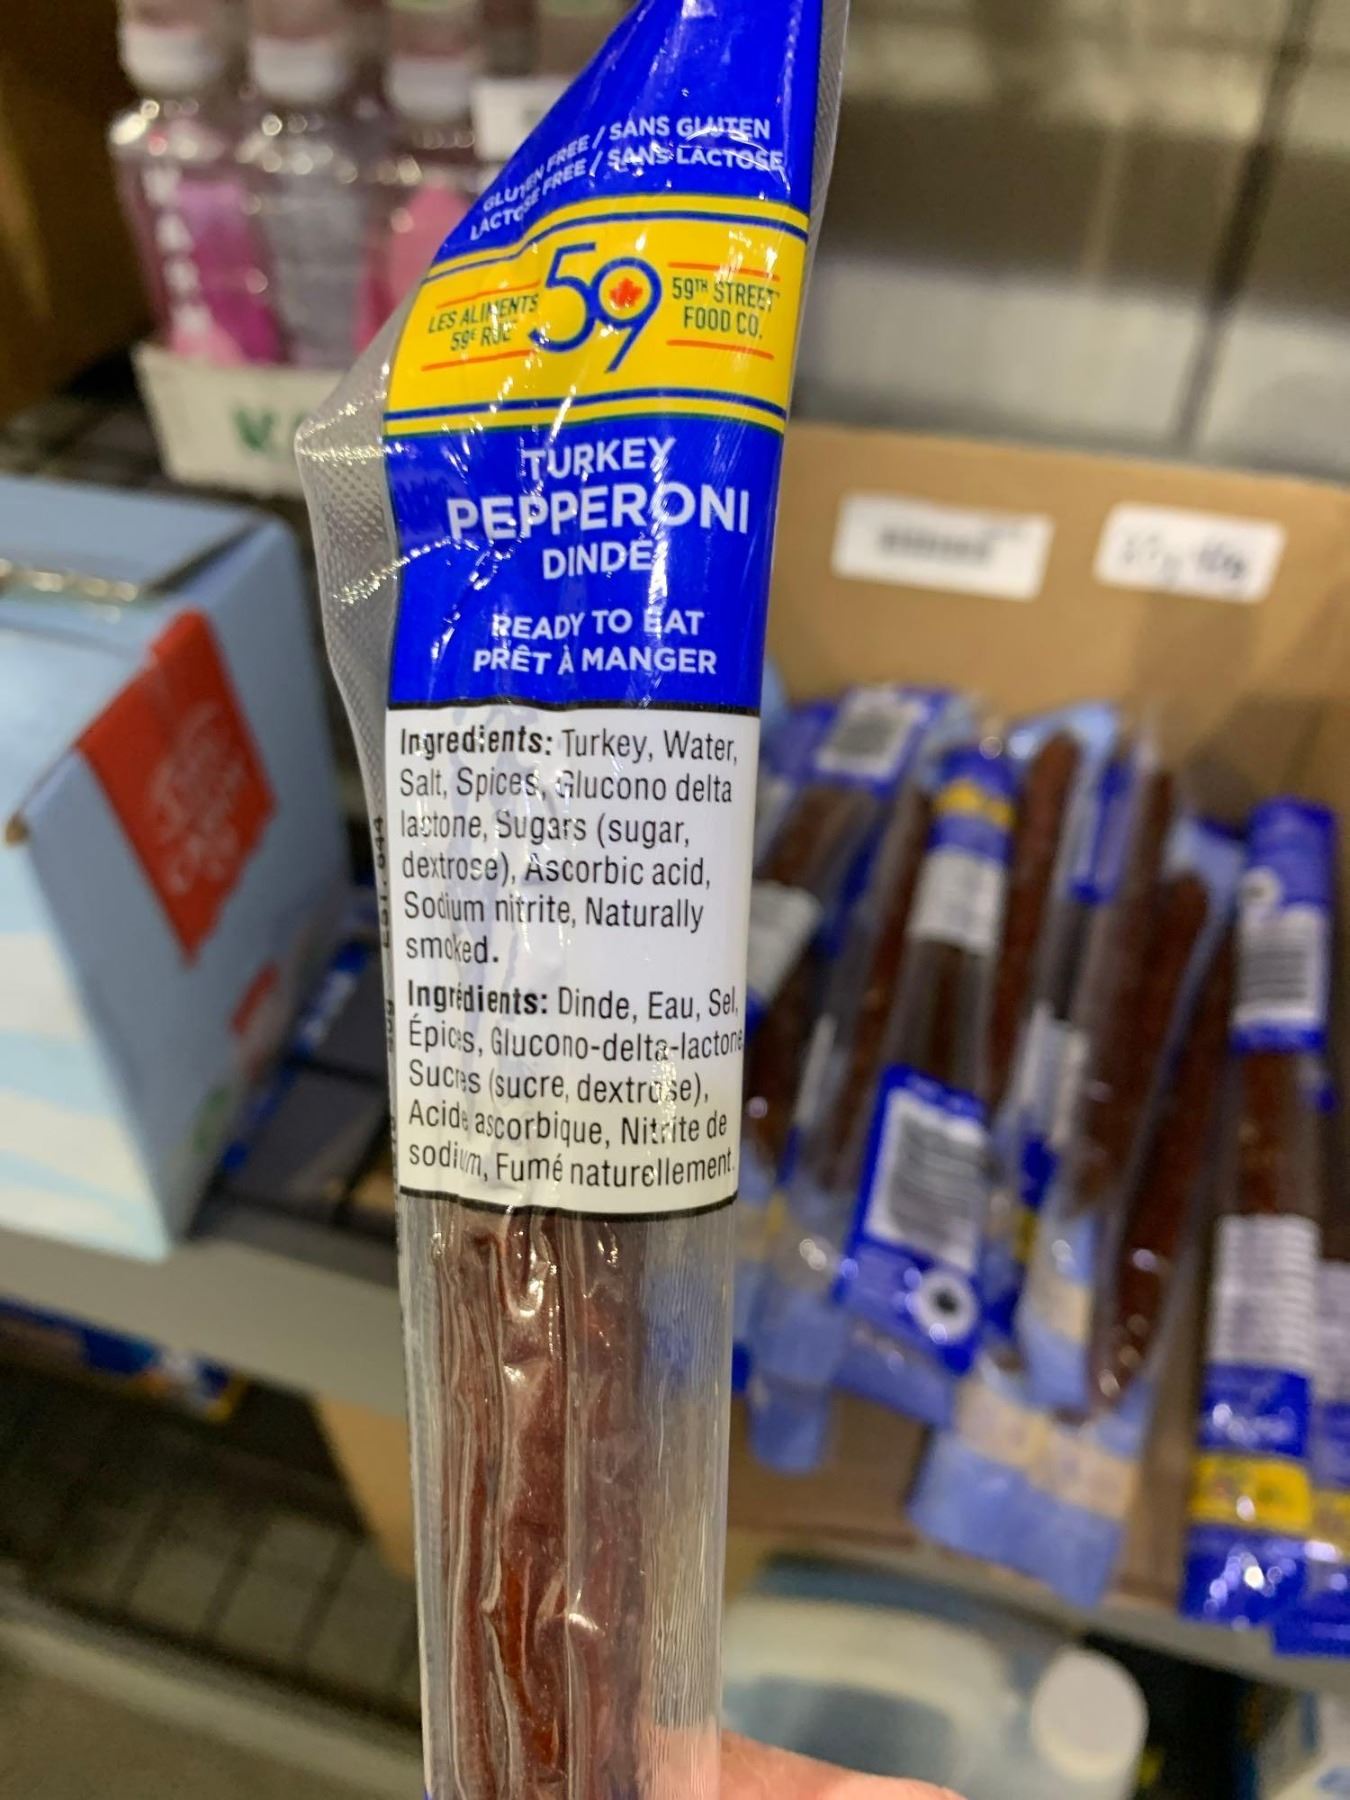 GLUTEN FREE / SANS GLUTEN
LACTOSE FREE / SANS LACTOSE
LES ALIMENTS
59E RUE
59
59TH STREET
FOOD CO.
TURKEY
PEPPERONI
DINDE
READY TO EAT
PRÊT À MANGER
Ingredients: Turkey, Water,
Salt, Spices, Glucono delta
lactone, Sugars (sugar,
dextrose), Ascorbic acid,
Sodium nitrite, Naturally
smoked.
Ingrédients: Dinde, Eau, Sel,
Épices, Glucono-delta-lactone
Sucres (sucre, dextrose),
Acide ascorbique, Nitrite de
sodium, Fumé naturellement.